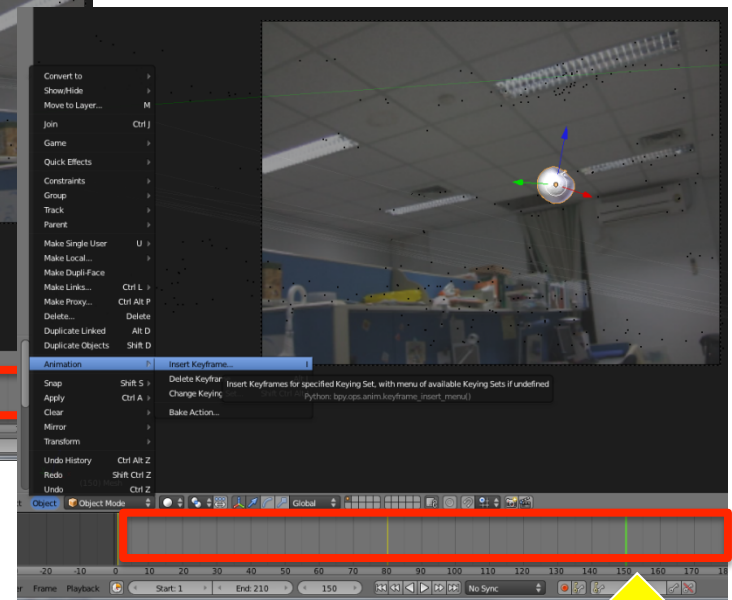 Convert to
Show/Hide
Move to Layer... M
Join Ctrl J
Game
Quick Effects
Constraints
Group
Track
Parent
Make Single User U
Make Local...
Make Dupli-Face
Make Links... Ctrl L
Make Proxy... Ctrl Alt P
Delete... Delete
Duplicate Linked Alt D
Duplicate Objects Shift D
Animation
Insert Keyframe... I
Delete Keyfra
Change Keying
Bake Action...
Insert Keyframes for specified Keying Set, with menu of available Keying Sets if undefined
Python: bpy.ops.anim.keyframe_insert_menu()
Snap Shift S
Apply Ctrl A
Clear
Mirror
Transform
Undo History Ctrl Alt Z
Redo Shift Ctrl Z
Undo Ctrl Z
Object Object Mode Global
-20 -10 0 10 20 30 40 50 60 70 80 90 100 110 120 130 140 150 160 170 18
Frame Playback Start: 1 End: 210 150 No Sync